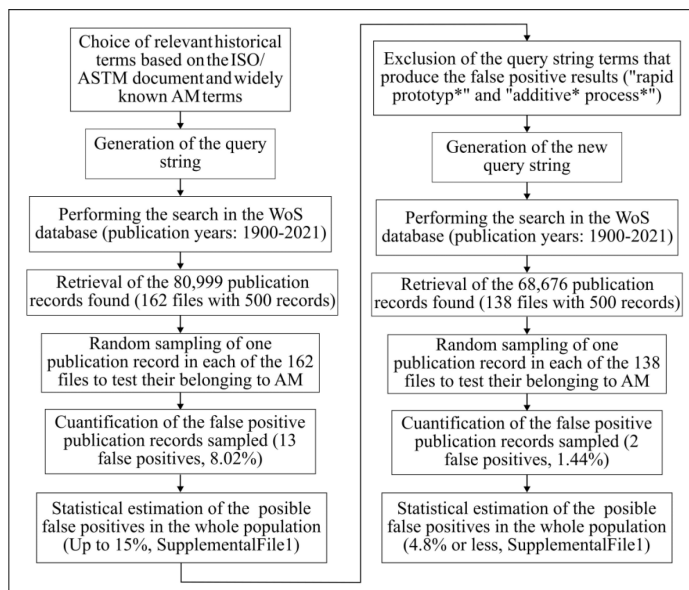 Choice of relevant historical
terms based on the ISO/
ASTM document and widely
known AM terms
Generation of the query
string
Performing the search in the WoS
database (publication years: 1900-2021)
Retrieval of the 80,999 publication
records found (162 files with 500 records)
Random sampling of one
publication record in each of the 162
files to test their belonging to AM
Cuantification of the false positive
publication records sampled (13
false positives, 8.02%)
Statistical estimation of the posible
false positives in the whole population
(Up to 15%, SupplementalFile1)
Exclusion of the query string terms that
produce the false positive results ("rapid
prototyp*" and "additive* process*")
Generation of the new
query string
Performing the search in the WoS
database (publication years: 1900-2021)
Retrieval of the 68,676 publication
records found (138 files with 500 records)
Random sampling of one
publication record in each of the 138
files to test their belonging to AM
Cuantification of the false positive
publication records sampled (2
false positives, 1.44%)
Statistical estimation of the posible
false positives in the whole population
(4.8% or less, SupplementalFile1)